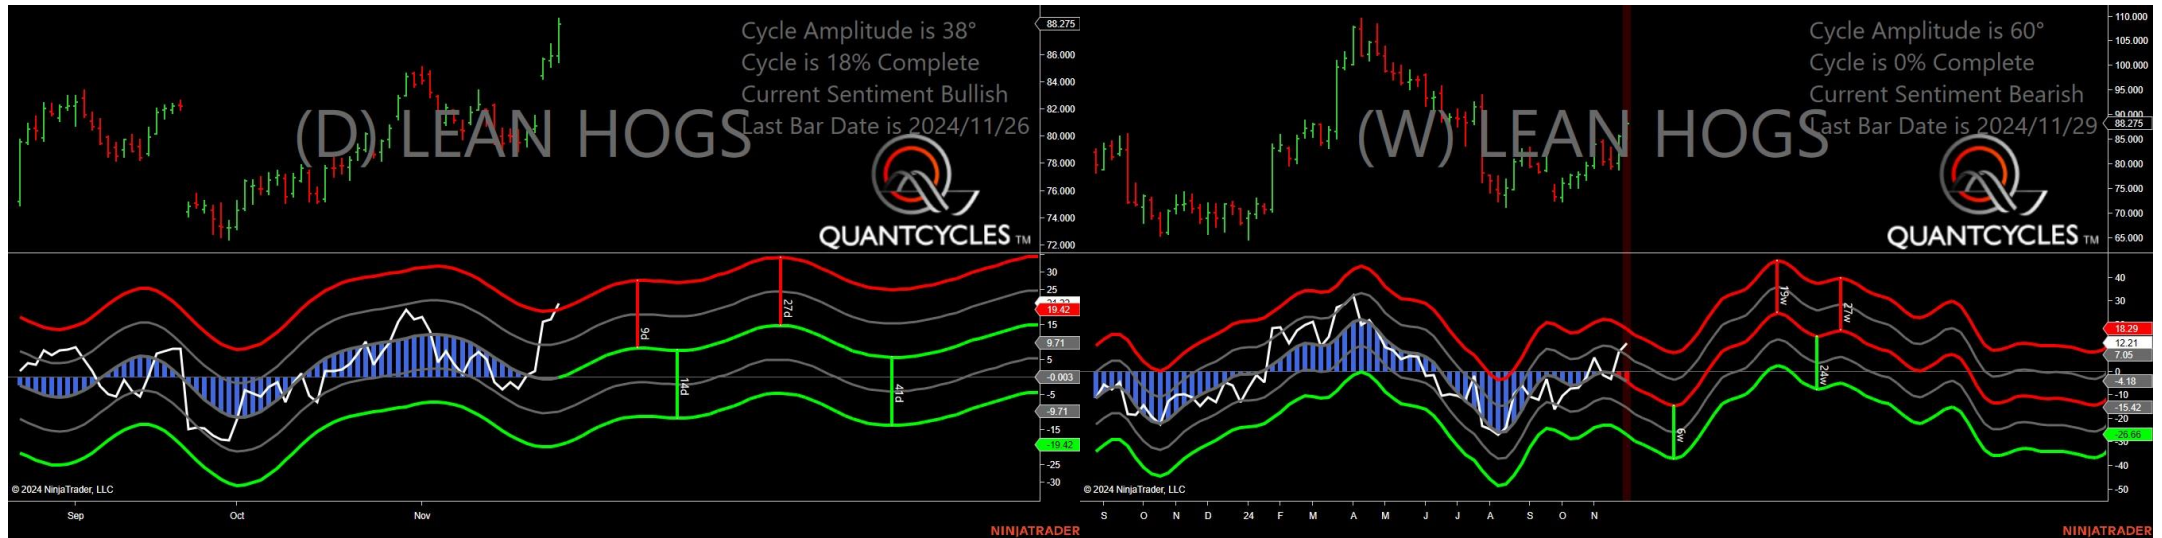 Cycle Amplitude is 38°
Cycle is 18% Complete
Current Sentiment Bullish
Last Bar Date is 2024/11/26
(D) LEAN HOGS
QUANTCYCLES TM
88.275
86.000
84.000
82.000
80.000
78.000
76.000
74.000
72.000
30
25
19.42
15
9.71
5
-0.003
-5
-9.71
-15
-19.42
-25
-30
9d
14d
27d
41d
© 2024 NinjaTrader, LLC
Sep
Oct
Nov
NINJATRADER
Cycle Amplitude is 60°
Cycle is 0% Complete
Current Sentiment Bearish
Last Bar Date is 2024/11/29
(W) LEAN HOGS
QUANTCYCLES TM
110.000
105.000
100.000
95.000
90.000
88.275
85.000
80.000
75.000
70.000
65.000
40
30
18.29
12.21
7.05
0
-4.18
-10
-15.42
-20
-26.66
-30
-40
-50
6w
19w
24w
27w
© 2024 NinjaTrader, LLC
S
O
N
D
24
F
M
A
M
J
J
A
S
O
N
NINJATRADER